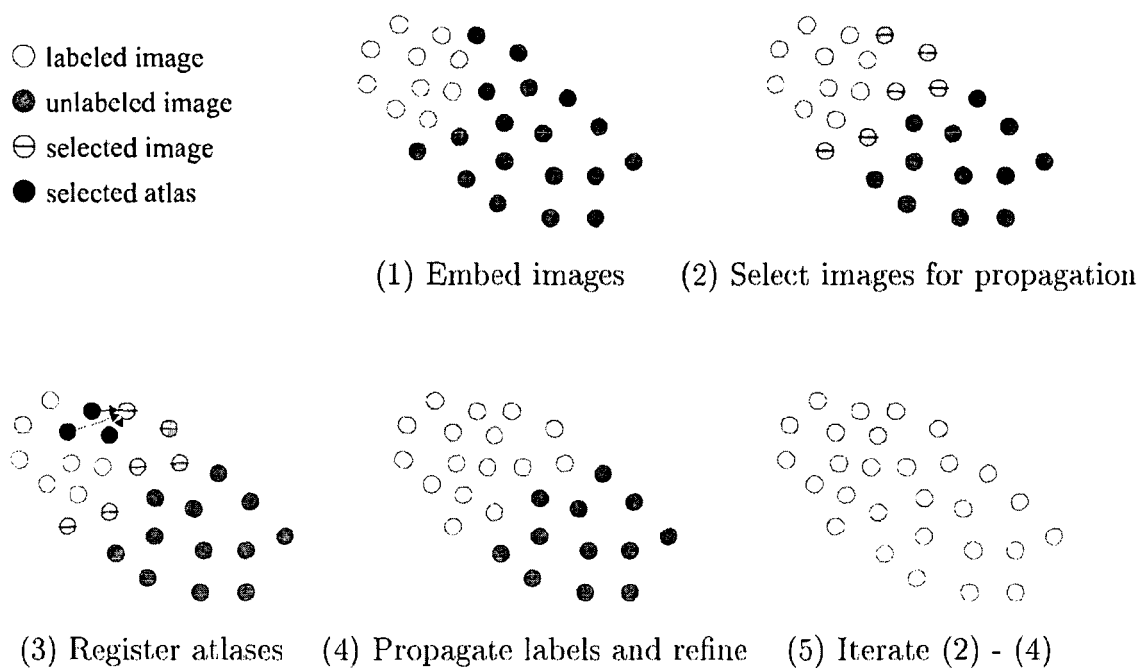 labeled image
unlabeled image
selected image
selected atlas
(1) Embed images
(2) Select images for propagation
(3) Register atlases
(4) Propagate labels and refine
(5) Iterate (2) - (4)